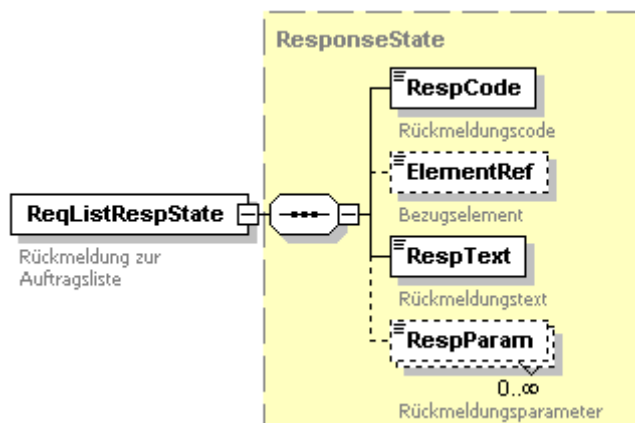 ResponseState
RespCode
Rückmeldungscode
ElementRef
Bezugselement
ReqListRespState
Rückmeldung zur
Auftragsliste
RespText
Rückmeldungstext
RespParam
0..∞
Rückmeldungsparameter